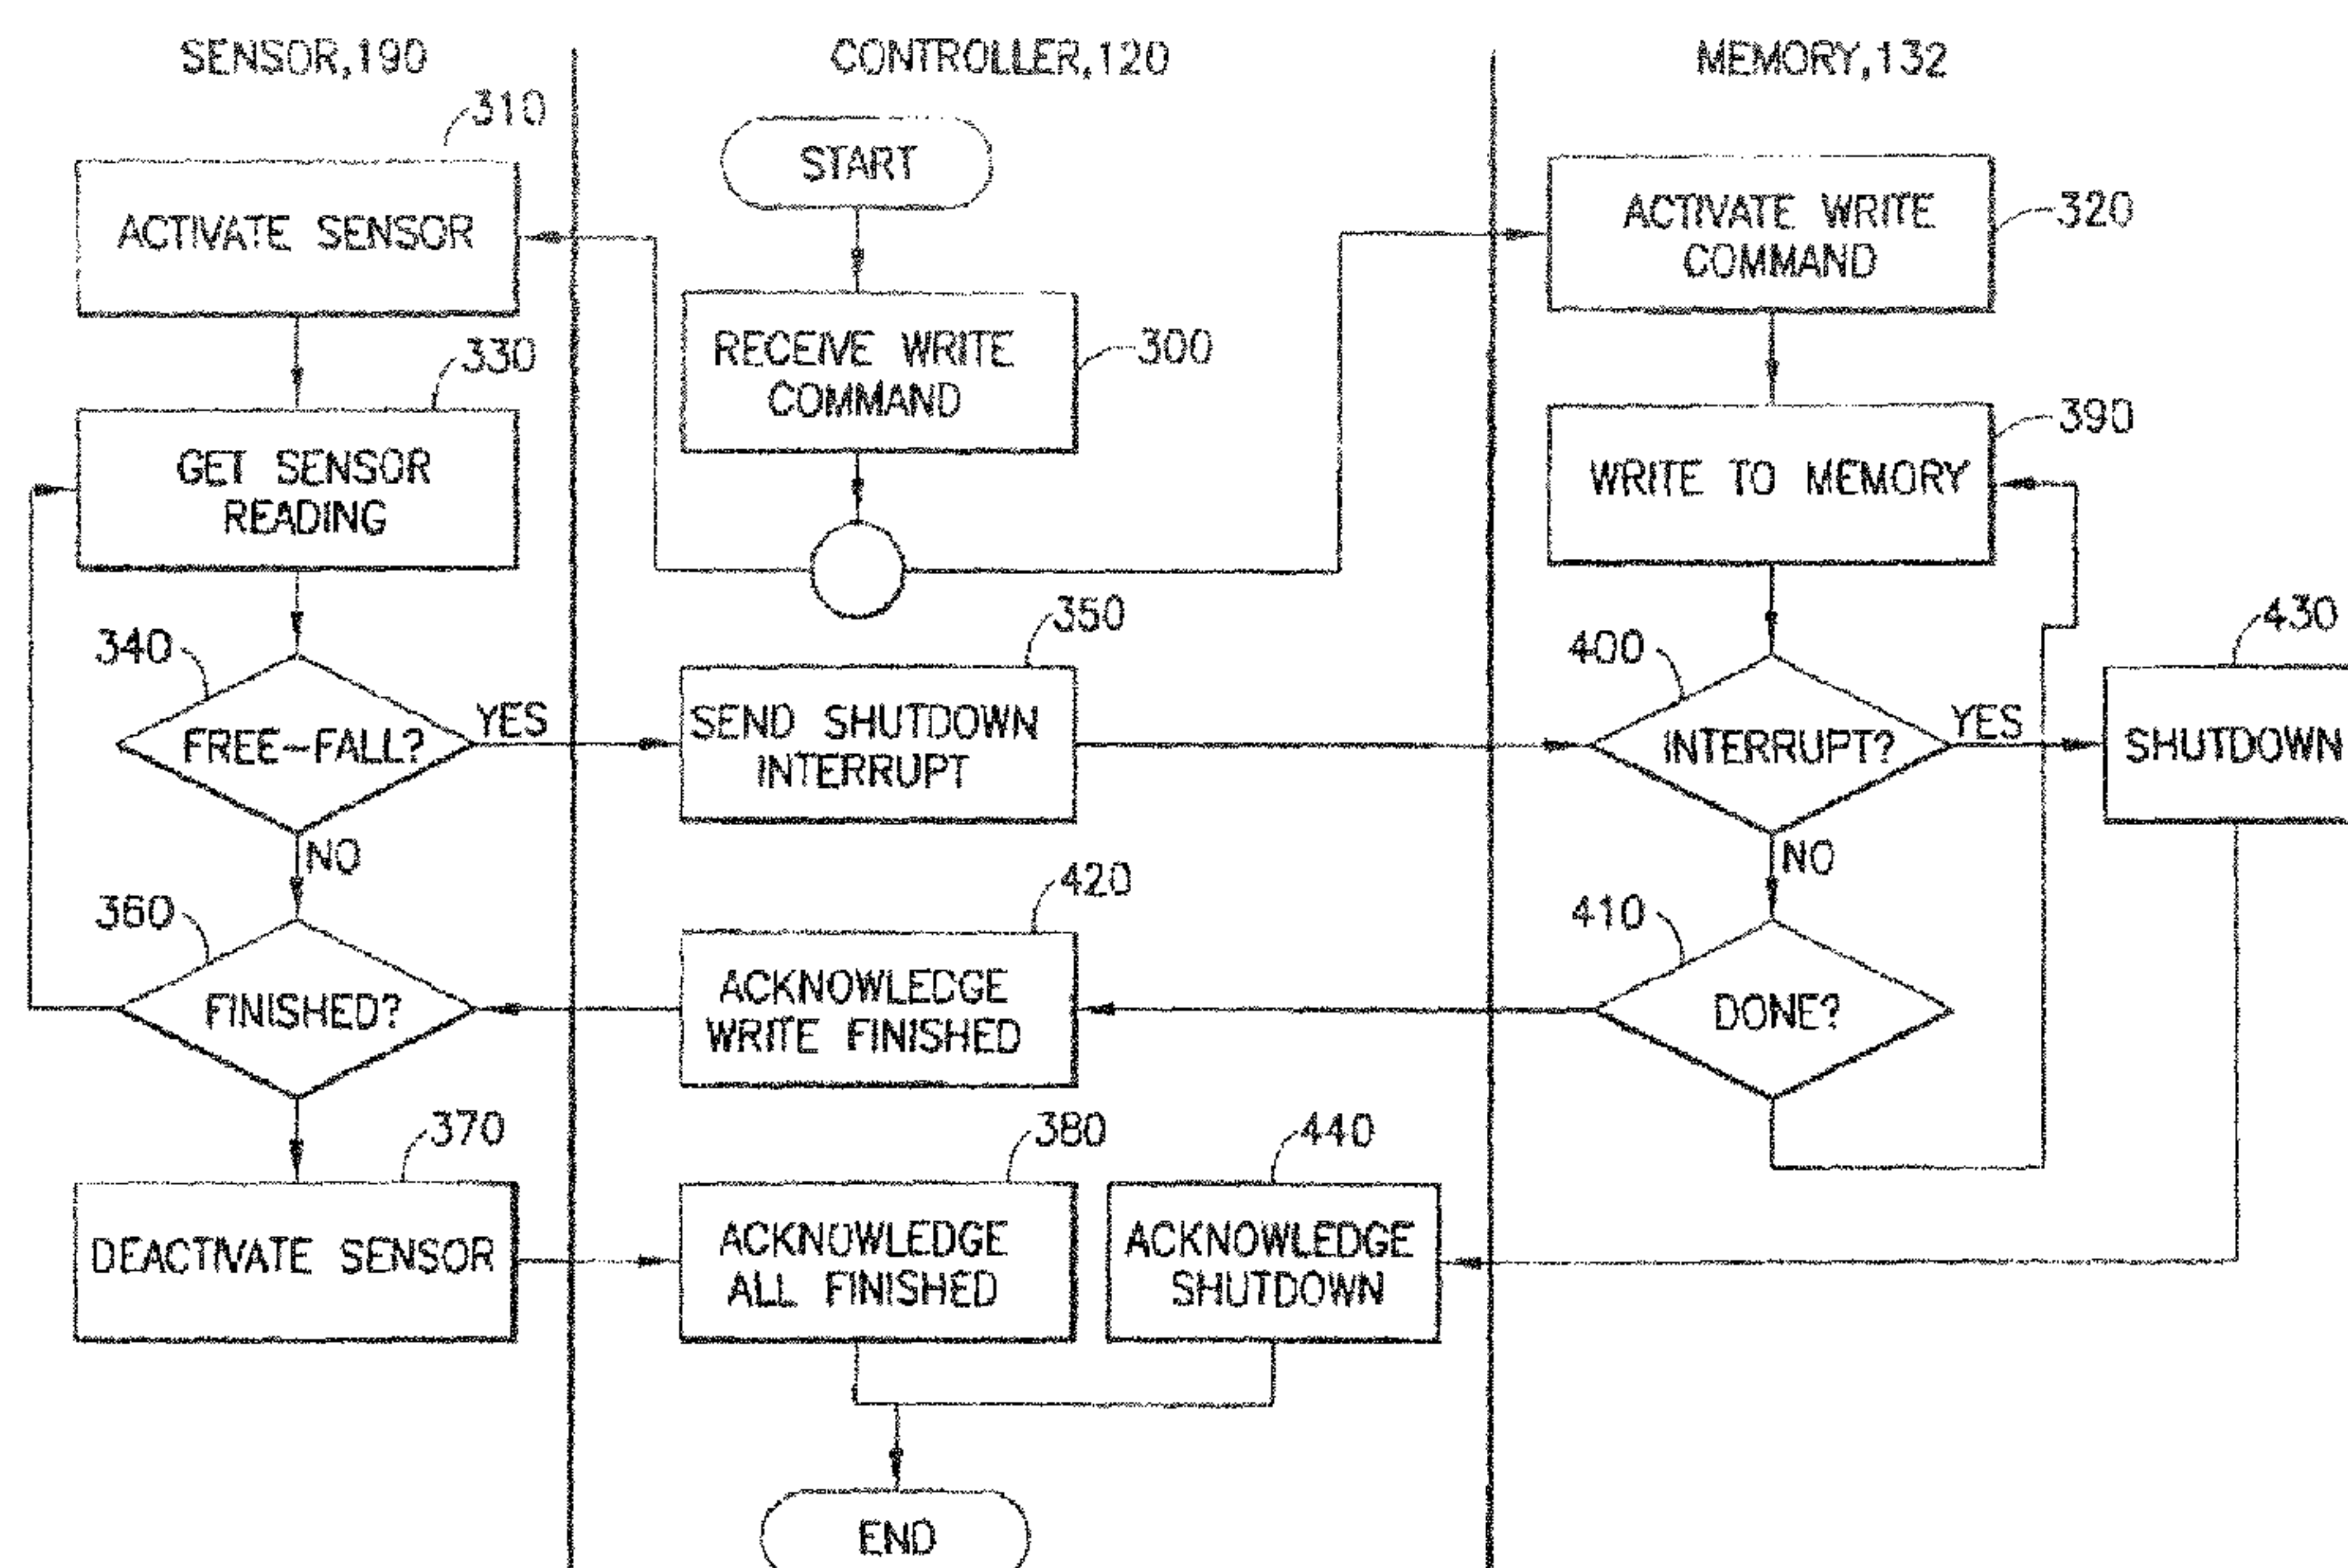 SENSOR,190
CONTROLLER,120
MEMORY,132
310
START
ACTIVATE SENSOR
ACTIVATE WRITE
COMMAND
320
330
RECEIVE WRITE
COMMAND
300
GET SENSOR
READING
WRITE TO MEMORY
390
340
FREE-FALL?
YES
NO
350
SEND SHUTDOWN
INTERRUPT
400
INTERRUPT?
YES
NO
430
SHUTDOWN
360
FINISHED?
420
ACKNOWLEDGE
WRITE FINISHED
410
DONE?
370
DEACTIVATE SENSOR
380
ACKNOWLEDGE
ALL FINISHED
440
ACKNOWLEDGE
SHUTDOWN
END